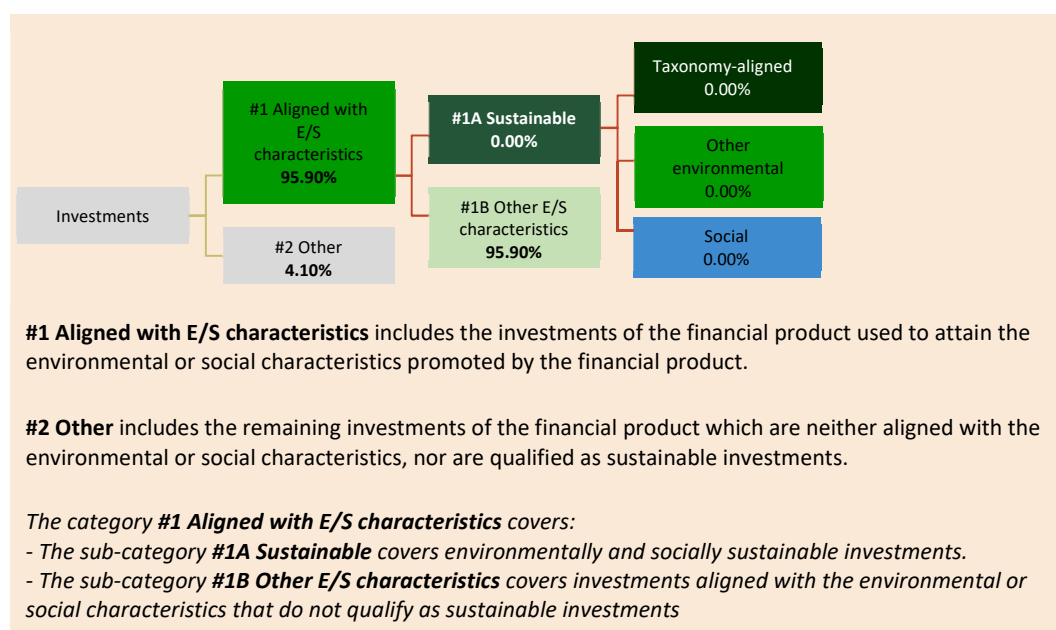 Investments
#1 Aligned with
E/S
characteristics
95.90%
#2 Other
4.10%
#1A Sustainable
0.00%
#1B Other E/S
characteristics
95.90%
Taxonomy-aligned
0.00%
Other
environmental
0.00%
Social
0.00%
#1 Aligned with E/S characteristics includes the investments of the financial product used to attain the
environmental or social characteristics promoted by the financial product.
#2 Other includes the remaining investments of the financial product which are neither aligned with the
environmental or social characteristics, nor are qualified as sustainable investments.
The category #1 Aligned with E/S characteristics covers:
- The sub-category #1A Sustainable covers environmentally and socially sustainable investments.
- The sub-category #1B Other E/S characteristics covers investments aligned with the environmental or
social characteristics that do not qualify as sustainable investments